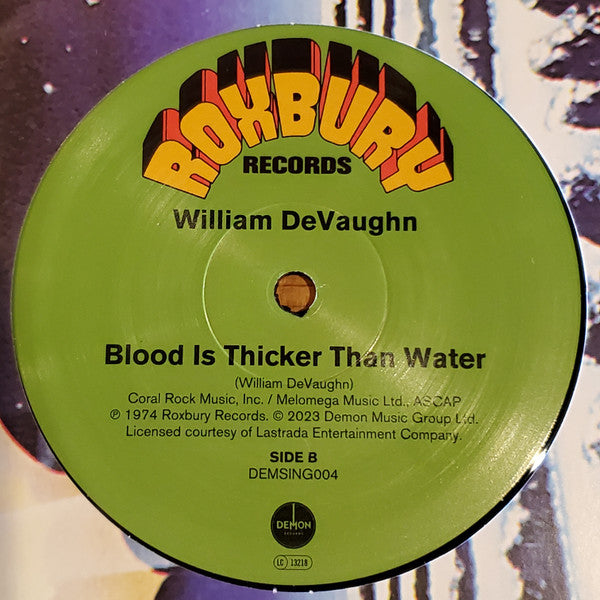 ROXBURY
RECORDS
William DeVaughn
Blood Is Thicker Than Water
(William DeVaughn)
Coral Rock Music, Inc. / Melomega Music Ltd., ASCAP
℗ 1974 Roxbury Records. © 2023 Demon Music Group Ltd.
Licensed courtesy of Lastrada Entertainment Company.
SIDE B
DEMSING004
DEMON
RECORDS
LC 13218